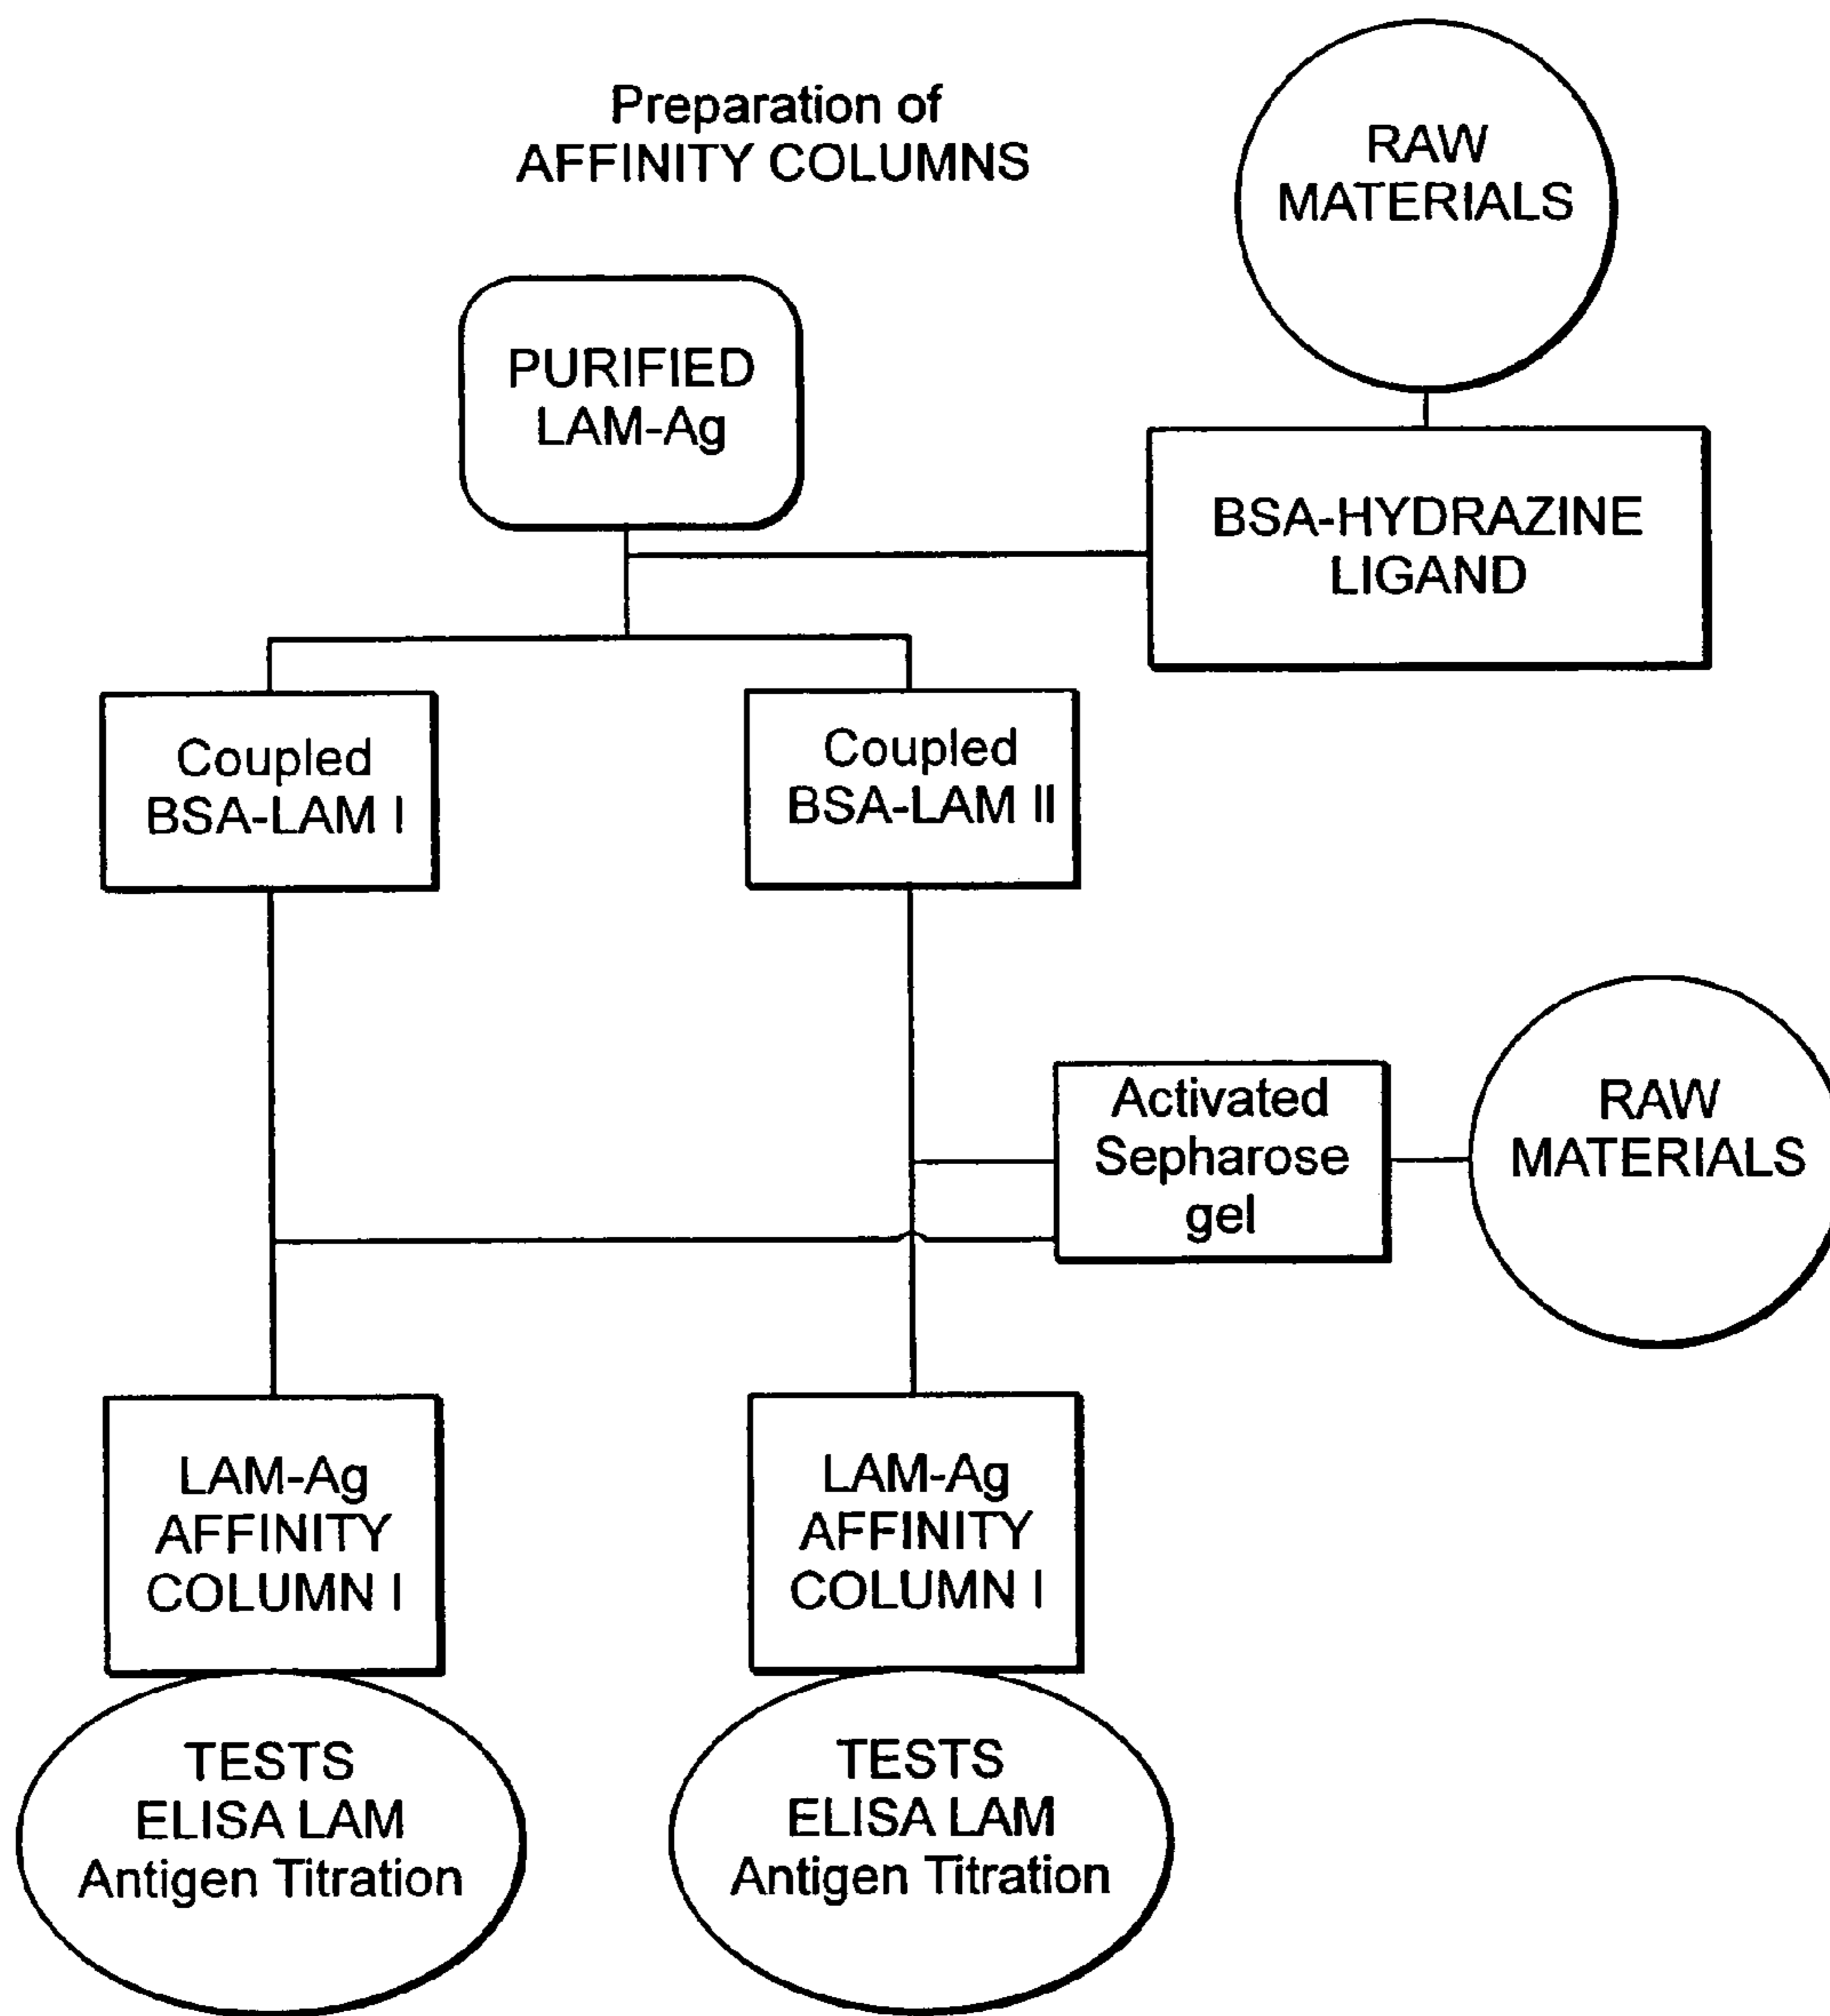 Preparation of
AFFINITY COLUMNS
RAW
MATERIALS
PURIFIED
LAM-Ag
BSA-HYDRAZINE
LIGAND
Coupled
BSA-LAM I
Coupled
BSA-LAM II
Activated
Sepharose
gel
RAW
MATERIALS
LAM-Ag
AFFINITY
COLUMN I
LAM-Ag
AFFINITY
COLUMN I
TESTS
ELISA LAM
Antigen Titration
TESTS
ELISA LAM
Antigen Titration